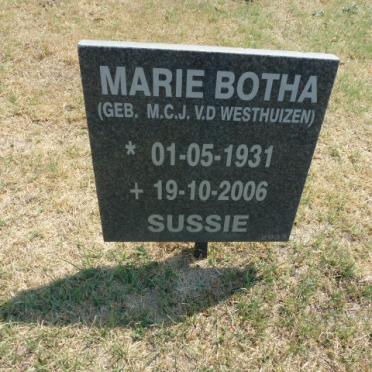 MARIE BOTHA
(GEB. M.C.J. V.D WESTHUIZEN)
* 01-05-1931
+ 19-10-2006
SUSSIE